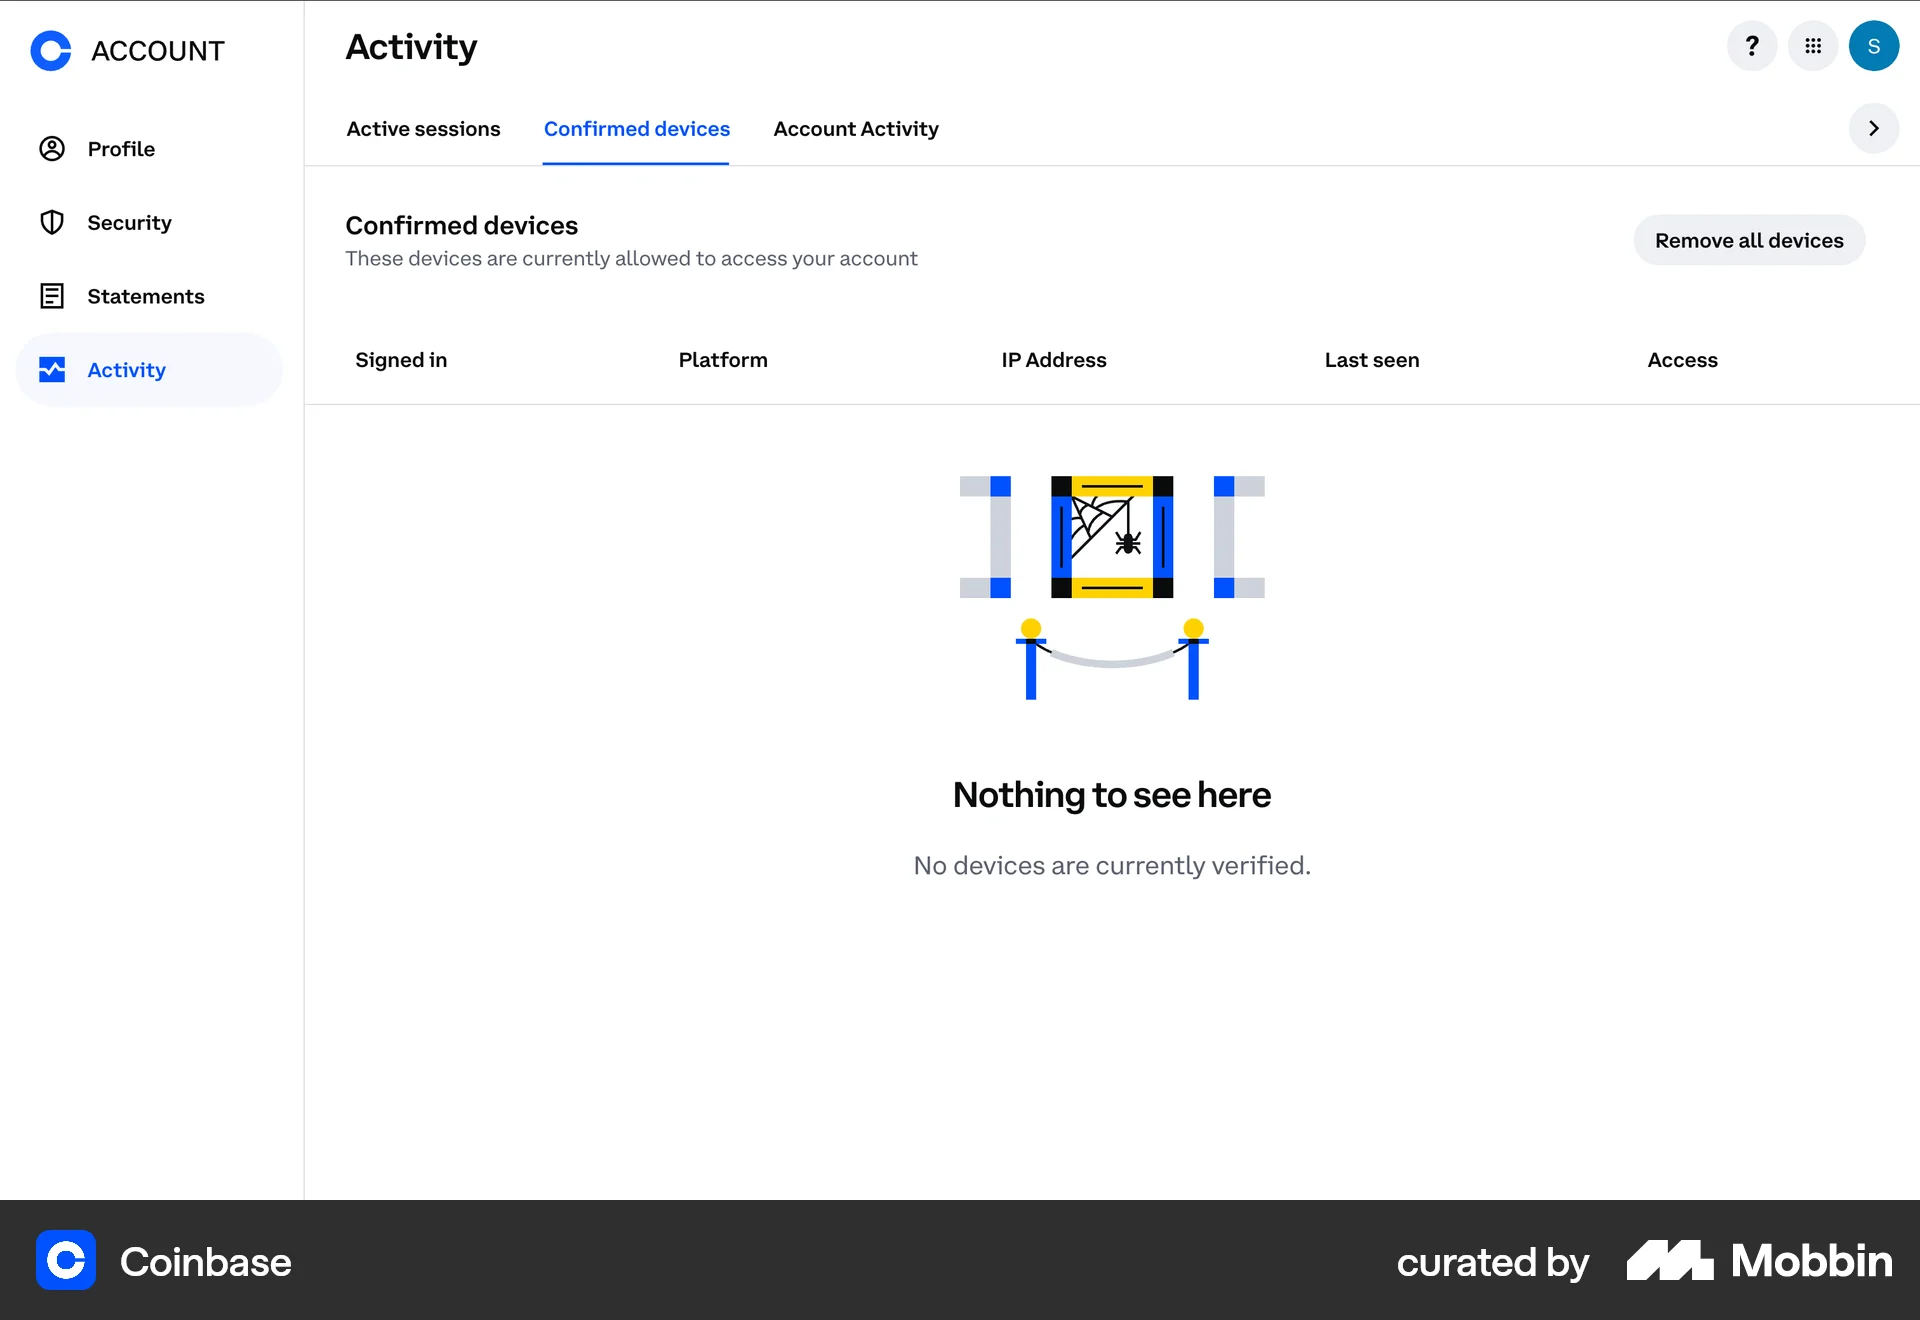 ACCOUNT
Profile
Security
Statements
Activity
Activity
?
S
Active sessions
Confirmed devices
Account Activity
Confirmed devices
These devices are currently allowed to access your account
Remove all devices
Signed in
Platform
IP Address
Last seen
Access
Nothing to see here
No devices are currently verified.
Coinbase
curated by
Mobbin